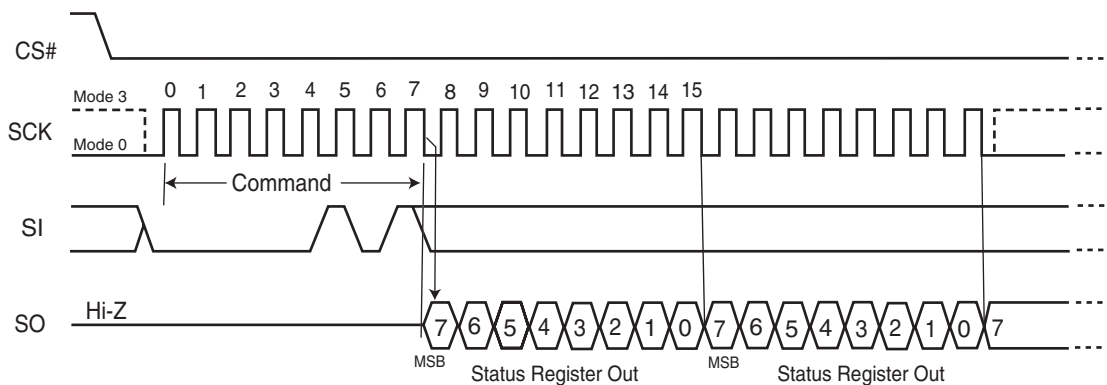 CS#
Mode 3
0 1 2 3 4 5 6 7 8 9 10 11 12 13 14 15
SCK
Mode 0
Command
SI
Hi-Z
SO
7 6 5 4 3 2 1 0 7 6 5 4 3 2 1 0 7
MSB Status Register Out MSB Status Register Out